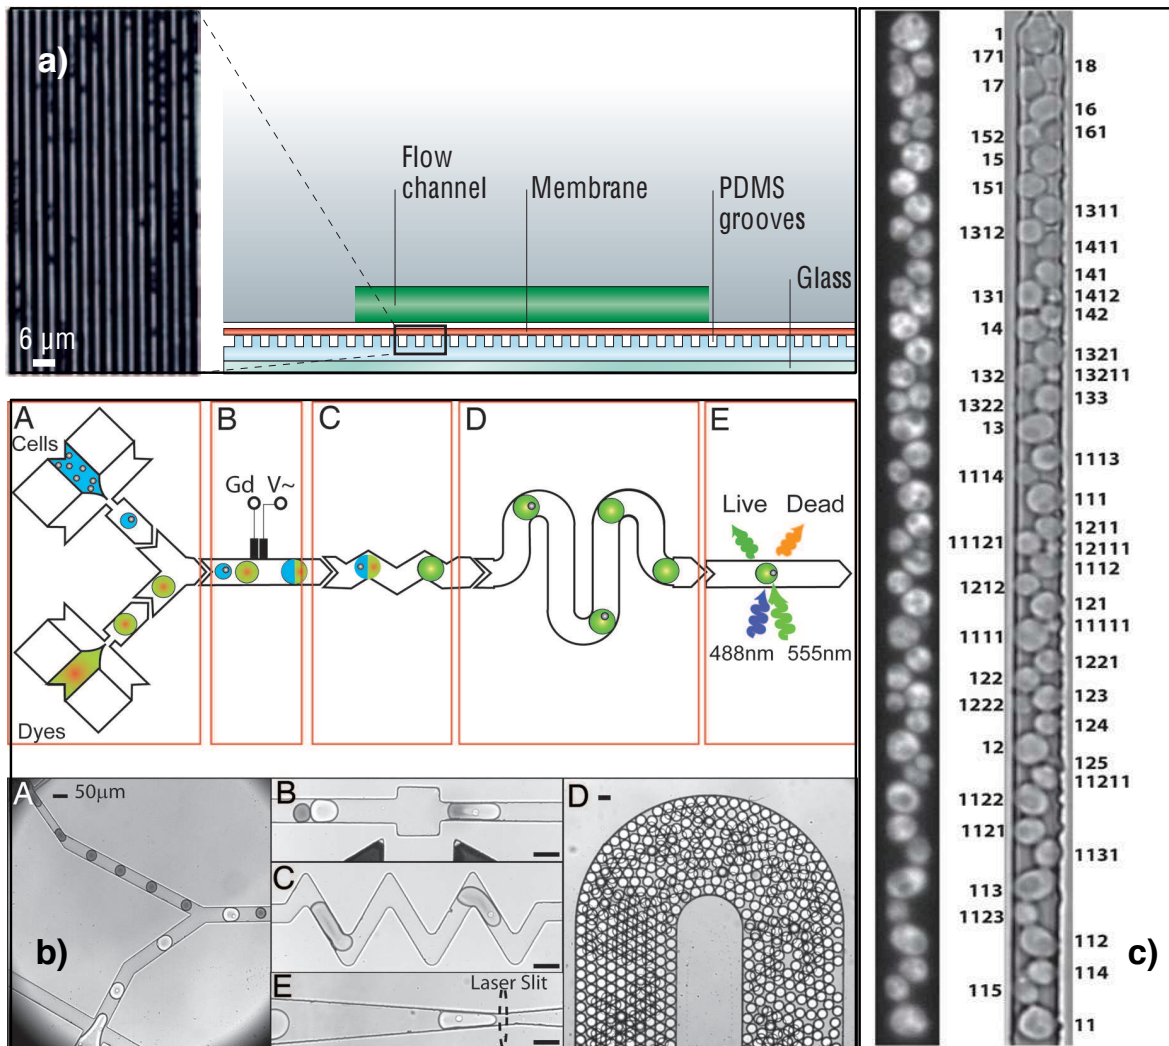 a)
6 µm
Flow
channel
Membrane
PDMS
grooves
Glass
A
Cells
Dyes
B
Gd V~
C
D
E
Live Dead
488nm 555nm
b)
A
50µm
B
C
E
Laser Slit
D
c)
1
171
17
152
15
151
1312
131
14
132
1322
13
1114
11121
1212
1111
122
1222
12
1122
1121
113
1123
115
18
16
161
1311
1411
141
1412
142
1321
13211
133
1113
111
1211
12111
1112
121
11111
1221
123
124
125
11211
1131
112
114
11